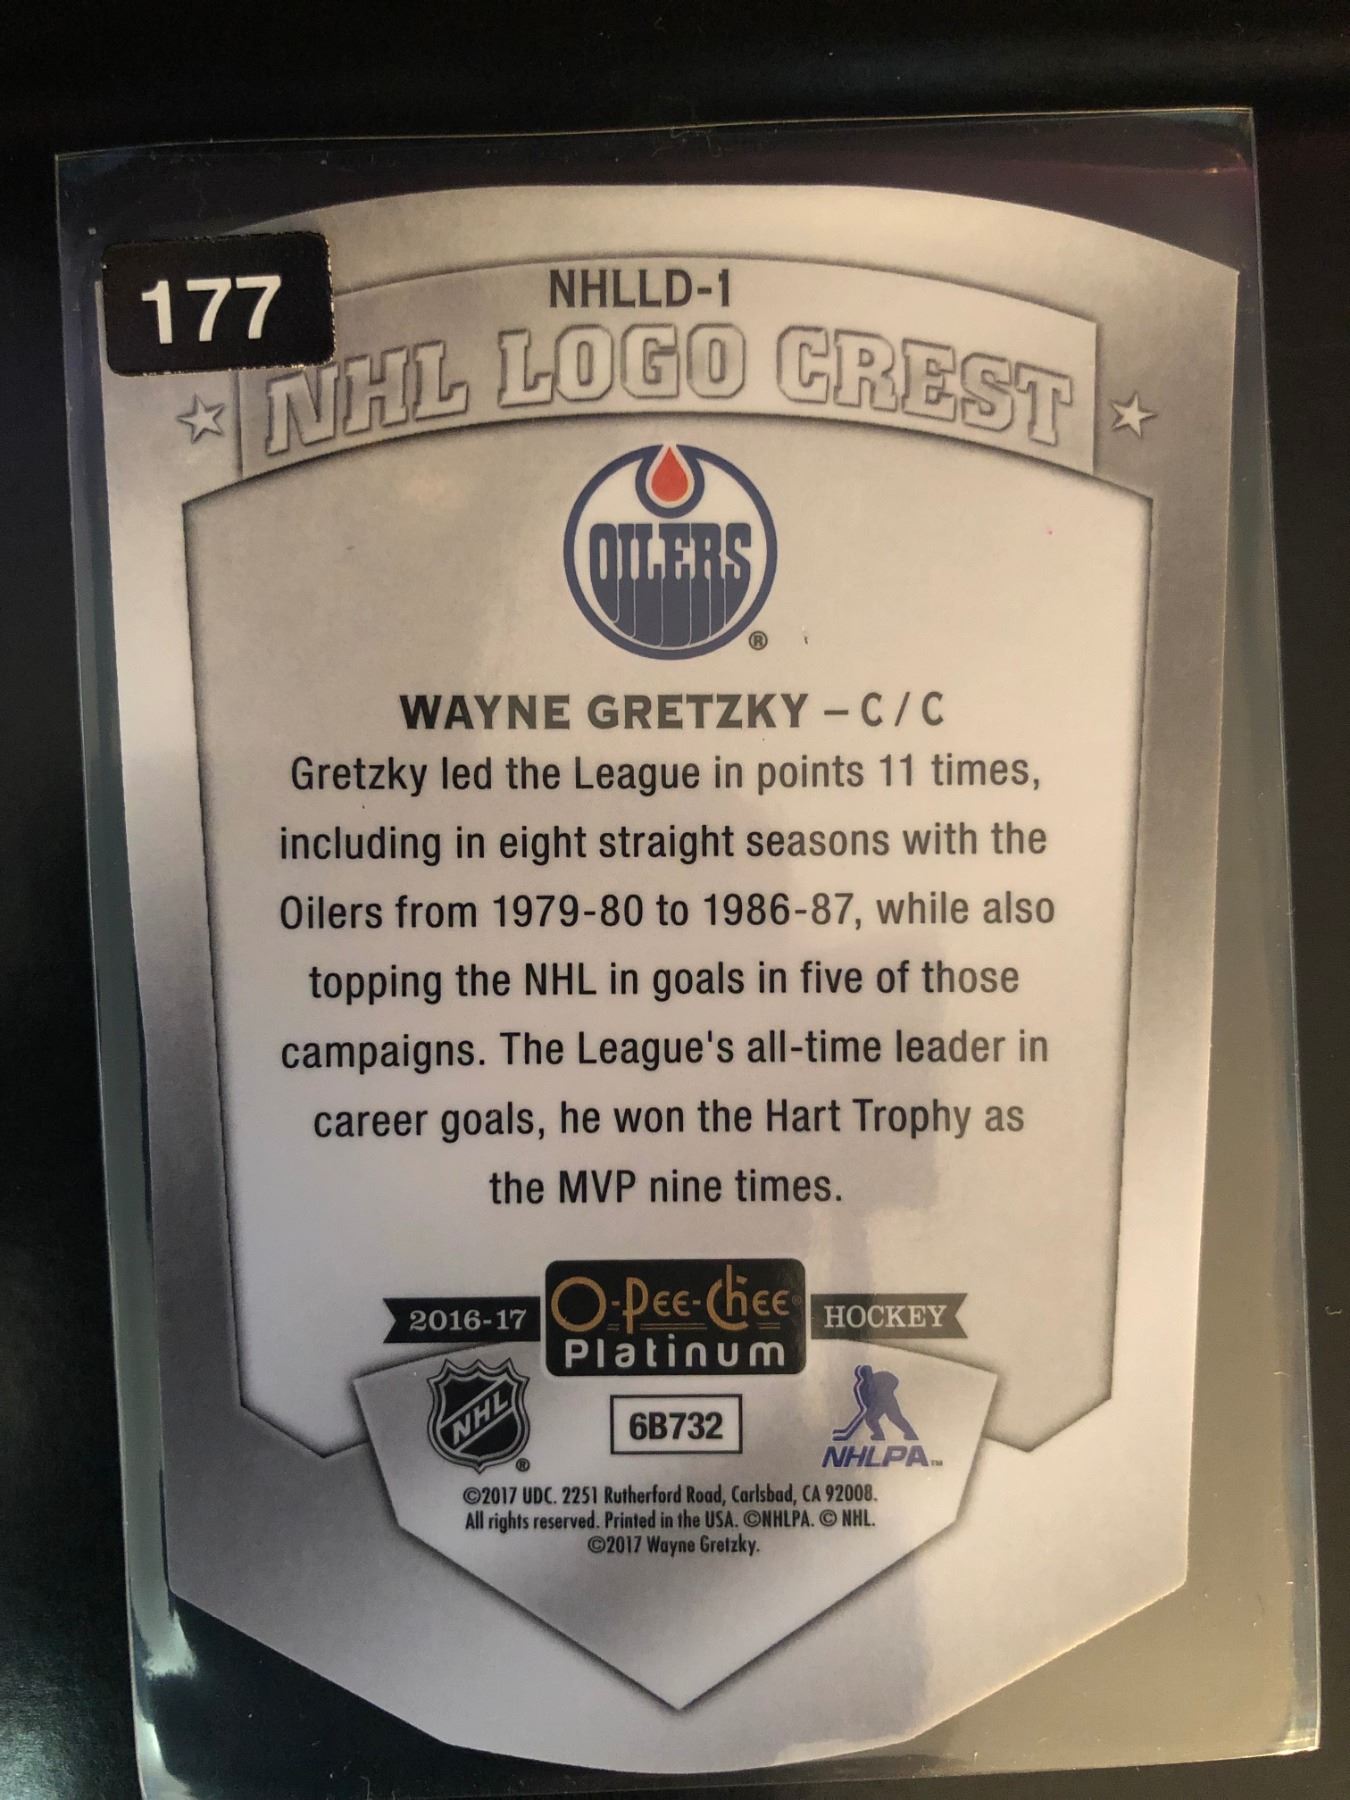 177
NHLLD-1
NHL LOGO CREST
OILERS
®
WAYNE GRETZKY – C / C
Gretzky led the League in points 11 times,
including in eight straight seasons with the
Oilers from 1979-80 to 1986-87, while also
topping the NHL in goals in five of those
campaigns. The League's all-time leader in
career goals, he won the Hart Trophy as
the MVP nine times.
2016-17 O-Pee-Chee® HOCKEY
Platinum
NHL ® 6B732 NHLPA™
©2017 UDC. 2251 Rutherford Road, Carlsbad, CA 92008.
All rights reserved. Printed in the USA. ©NHLPA. © NHL.
©2017 Wayne Gretzky.